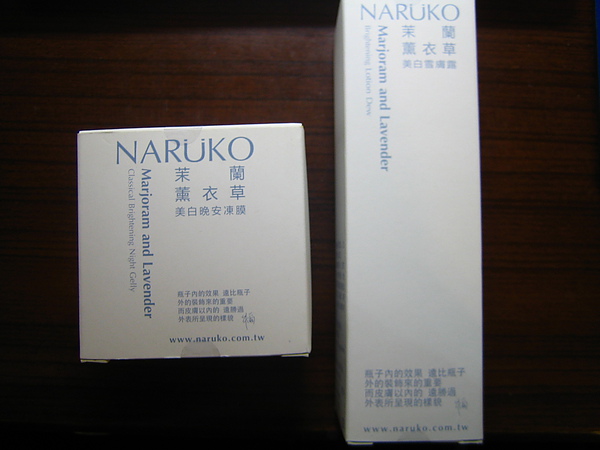 NARÜKO
茉蘭
薰衣草
美白晚安凍膜
Marjoram and Lavender
Classical Brightening Night Gelly
瓶子內的效果 遠比瓶子
外的裝飾來的重要
而皮膚以內的 遠勝過
外表所呈現的樣貌
www.naruko.com.tw
NARÜKO
茉蘭
薰衣草
美白雪膚露
Marjoram and Lavender
Brightening Lotion Dew
瓶子內的效果 遠比瓶子
外的裝飾來的重要
而皮膚以內的 遠勝過
外表所呈現的樣貌
www.naruko.com.tw